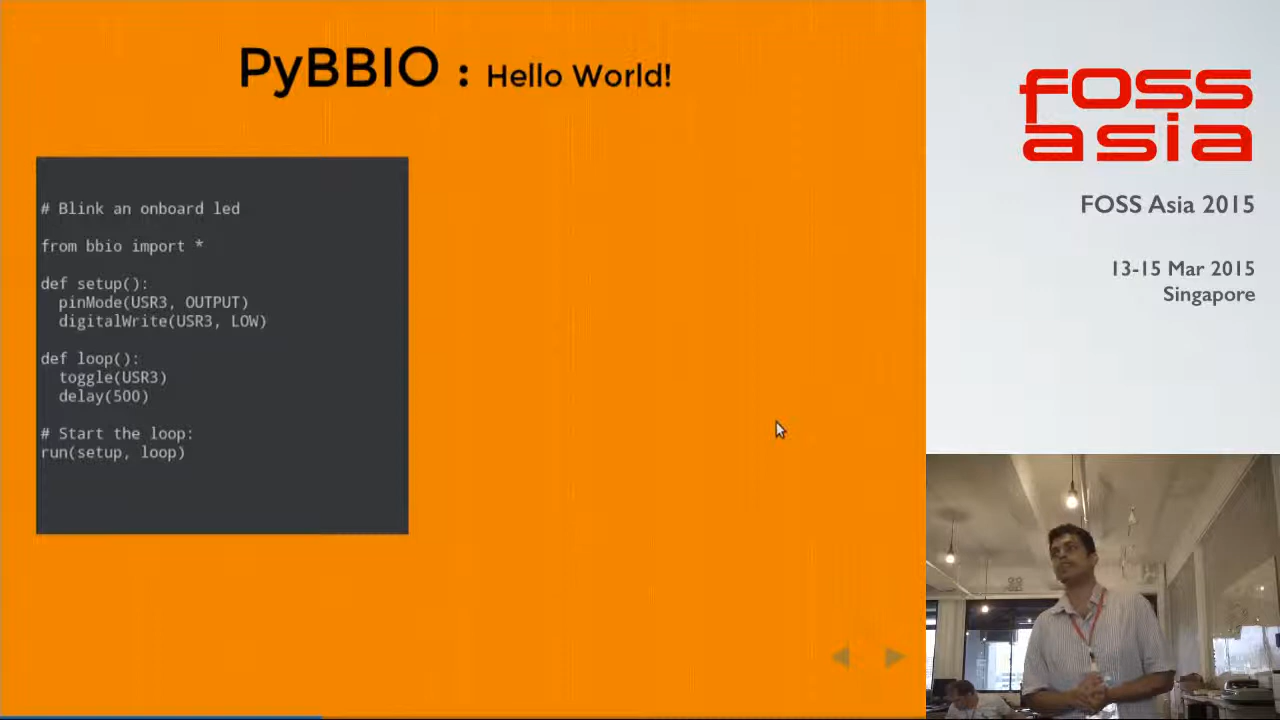 PyBBIO : Hello World!
# Blink an onboard led
from bbio import *
def setup():
pinMode(USR3, OUTPUT)
digitalWrite(USR3, LOW)
def loop():
toggle(USR3)
delay(500)
# Start the loop:
run(setup, loop)
foss
asia
FOSS Asia 2015
13-15 Mar 2015
Singapore